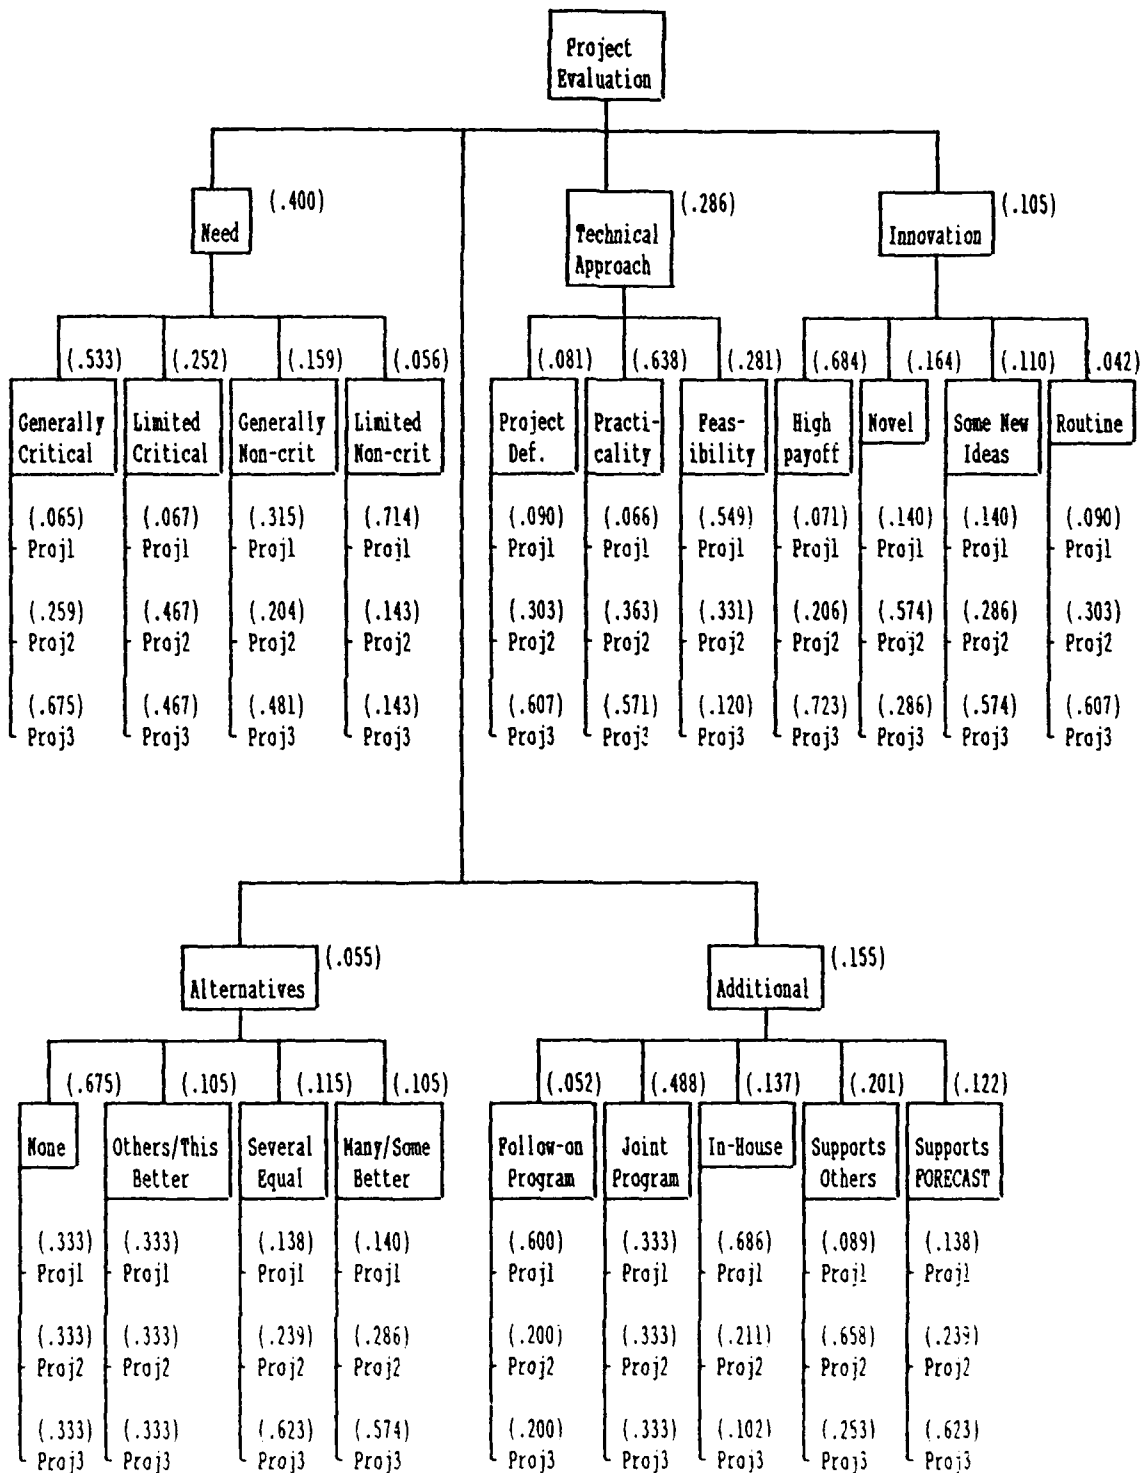 Project
Evaluation
(.400) (.286) (.105)
Need
Technical
Approach
Innovation
(.533) (.252) (.159) (.056) (.081) (.638) (.281) (.684) (.164) (.110) (.042)
Generally Limited Generally Limited Project Practi- Feas- High Novel Some New Routine
Critical Critical Non-crit Non-crit Def. cality ibility payoff Ideas
(.065) (.067) (.315) (.714) (.090) (.066) (.549) (.071) (.140) (.140) (.090)
Proj1 Proj1 Proj1 Proj1 Proj1 Proj1 Proj1 Proj1 Proj1 Proj1 Proj1
(.259) (.467) (.204) (.143) (.303) (.363) (.331) (.206) (.574) (.286) (.303)
Proj2 Proj2 Proj2 Proj2 Proj2 Proj2 Proj2 Proj2 Proj2 Proj2 Proj2
(.675) (.467) (.481) (.143) (.607) (.571) (.120) (.723) (.286) (.574) (.607)
Proj3 Proj3 Proj3 Proj3 Proj3 Proj3 Proj3 Proj3 Proj3 Proj3 Proj3
(.055) (.155)
Alternatives Additional
(.675) (.105) (.115) (.105) (.052) (.488) (.137) (.201) (.122)
None Others/This Several Many/Some Follow-on Joint In-House Supports Supports
Better Equal Better Program Program Others FORECAST
(.333) (.333) (.138) (.140) (.600) (.333) (.686) (.089) (.138)
Proj1 Proj1 Proj1 Proj1 Proj1 Proj1 Proj1 Proj1 Proj1
(.333) (.333) (.239) (.286) (.200) (.333) (.211) (.658) (.239)
Proj2 Proj2 Proj2 Proj2 Proj2 Proj2 Proj2 Proj2 Proj2
(.333) (.333) (.623) (.574) (.200) (.333) (.102) (.253) (.623)
Proj3 Proj3 Proj3 Proj3 Proj3 Proj3 Proj3 Proj3 Proj3